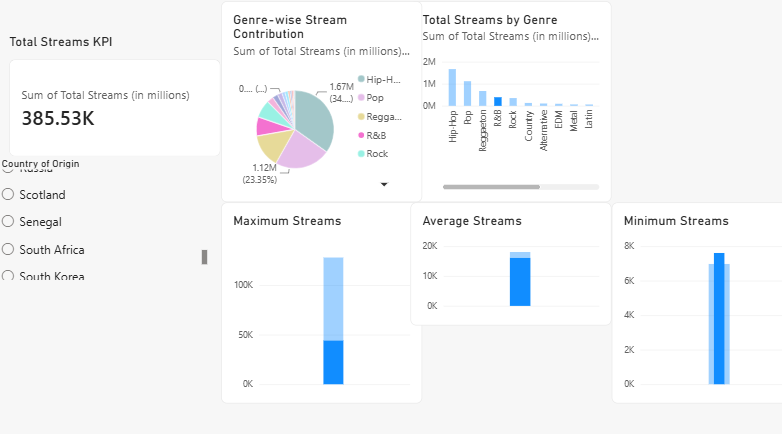 Total Streams KPI
Sum of Total Streams (in millions)
385.53K
Country of Origin
Russia
Scotland
Senegal
South Africa
South Korea
Genre-wise Stream
Contribution
Sum of Total Streams (in millions)...
0.... (...)
1.67M
(34....)
1.12M
(23.35%)
Hip-H...
Pop
Regga...
R&B
Rock
Total Streams by Genre
Sum of Total Streams (in millions)...
2M
1M
0M
Hip-Hop
Pop
Reggaeton
R&B
Rock
Country
Alternative
EDM
Metal
Latin
Maximum Streams
100K
50K
0K
Average Streams
20K
10K
0K
Minimum Streams
8K
6K
4K
2K
0K